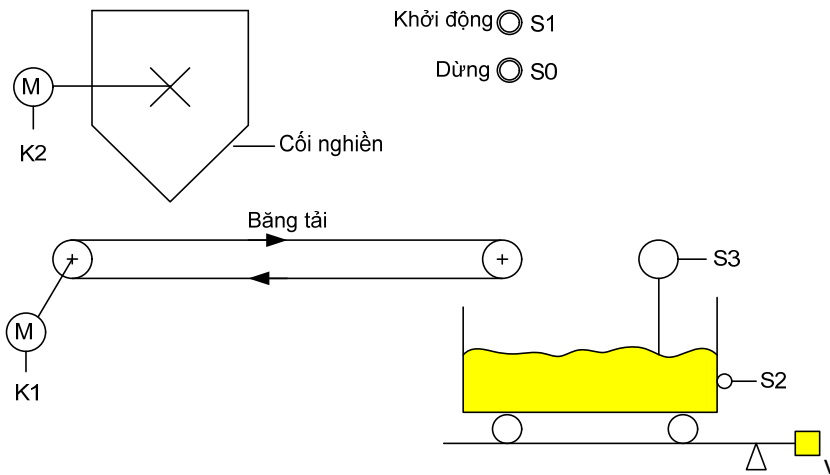 Khởi động S1
Dừng S0
M
K2
Cối nghiền
Băng tải
S3
M
K1
S2